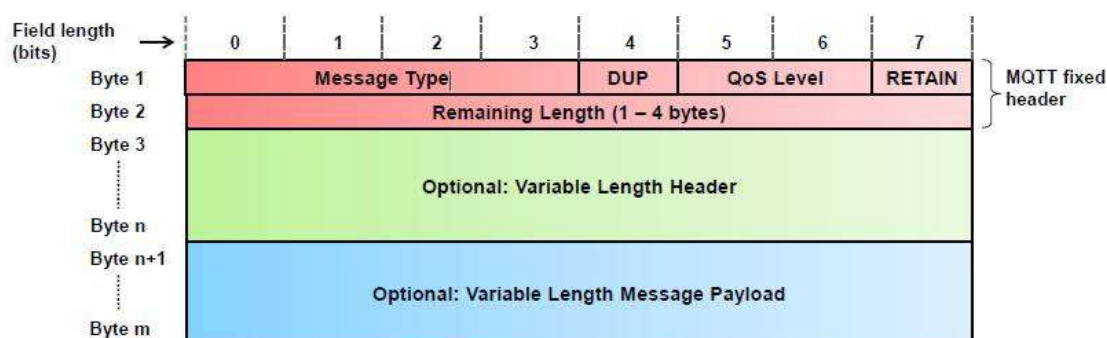 Field length
(bits)
0 1 2 3 4 5 6 7
Byte 1
Message Type
DUP
QoS Level
RETAIN
MQTT fixed
header
Byte 2
Remaining Length (1 – 4 bytes)
Byte 3
Optional: Variable Length Header
Byte n
Byte n+1
Optional: Variable Length Message Payload
Byte m